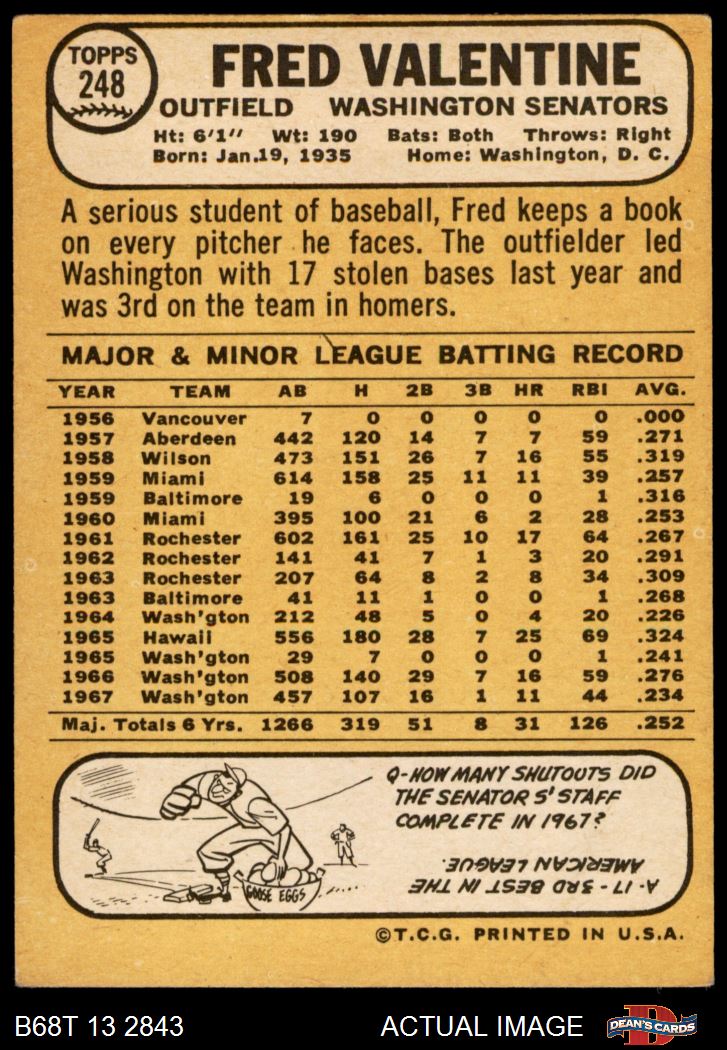 TOPPS
248
FRED VALENTINE
OUTFIELD WASHINGTON SENATORS
Ht: 6'1" Wt: 190 Bats: Both Throws: Right
Born: Jan.19, 1935 Home: Washington, D. C.
A serious student of baseball, Fred keeps a book
on every pitcher he faces. The outfielder led
Washington with 17 stolen bases last year and
was 3rd on the team in homers.
MAJOR & MINOR LEAGUE BATTING RECORD
YEAR TEAM AB H 2B 3B HR RBI AVG.
1956 Vancouver 7 0 0 0 0 0 .000
1957 Aberdeen 442 120 14 7 7 59 .271
1958 Wilson 473 151 26 7 16 55 .319
1959 Miami 614 158 25 11 11 39 .257
1959 Baltimore 19 6 0 0 0 1 .316
1960 Miami 395 100 21 6 2 28 .253
1961 Rochester 602 161 25 10 17 64 .267
1962 Rochester 141 41 7 1 3 20 .291
1963 Rochester 207 64 8 2 8 34 .309
1963 Baltimore 41 11 1 0 0 1 .268
1964 Wash'gton 212 48 5 0 4 20 .226
1965 Hawaii 556 180 28 7 25 69 .324
1965 Wash'gton 29 7 0 0 0 1 .241
1966 Wash'gton 508 140 29 7 16 59 .276
1967 Wash'gton 457 107 16 1 11 44 .234
Maj. Totals 6 Yrs. 1266 319 51 8 31 126 .252
Q-HOW MANY SHUTOUTS DID
THE SENATOR S' STAFF
COMPLETE IN 1967?
A-17 - 3RD BEST IN THE
AMERICAN LEAGUE.
GOOSE EGGS
©T.C.G. PRINTED IN U.S.A.
B68T 13 2843 ACTUAL IMAGE
D
DEAN'S CARDS